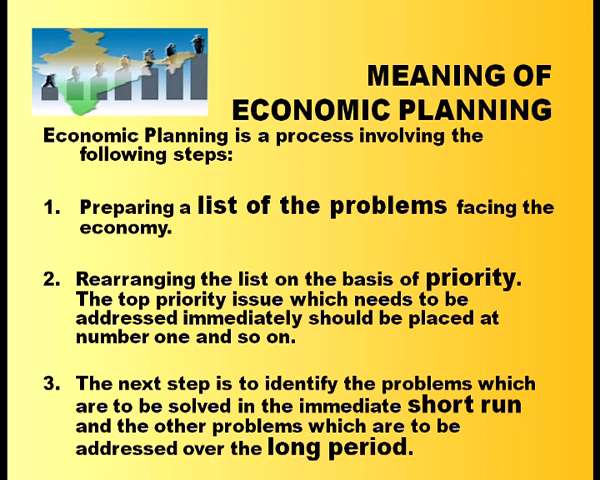 MEANING OF
ECONOMIC PLANNING
Economic Planning is a process involving the
following steps:
1. Preparing a list of the problems facing the
economy.
2. Rearranging the list on the basis of priority.
The top priority issue which needs to be
addressed immediately should be placed at
number one and so on.
3. The next step is to identify the problems which
are to be solved in the immediate short run
and the other problems which are to be
addressed over the long period.